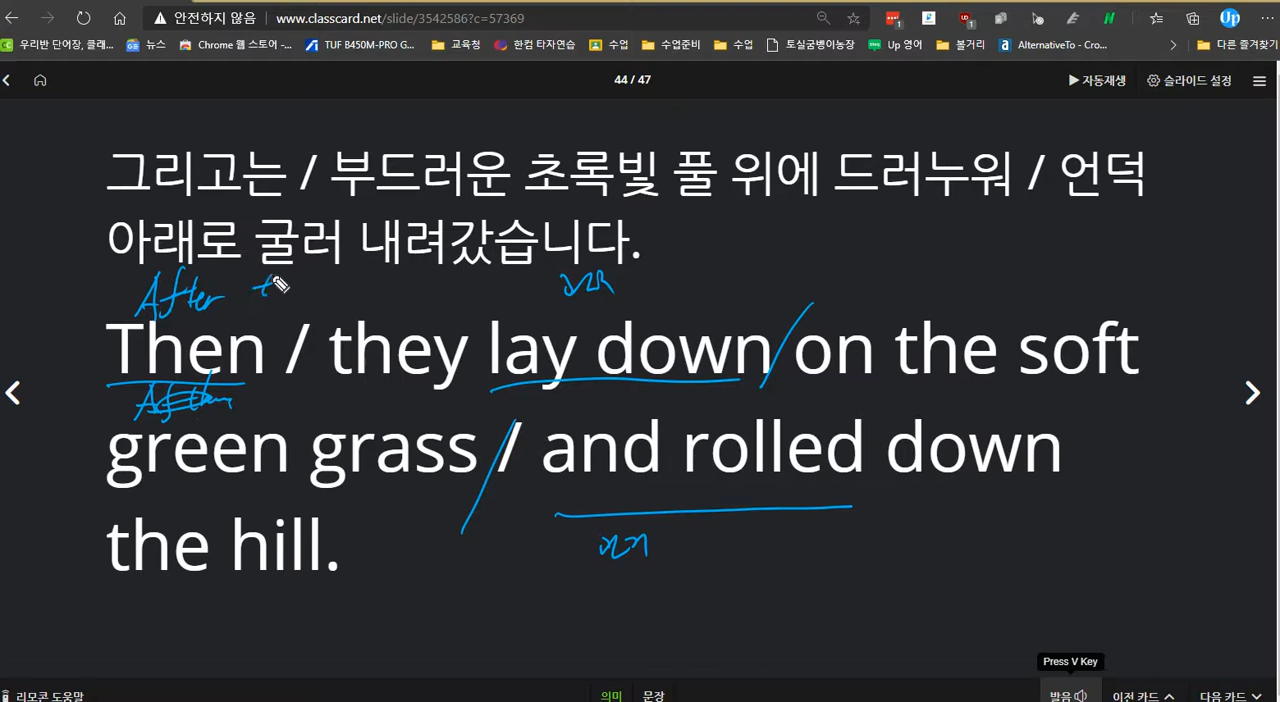 안전하지 않음 www.classcard.net/slide/3542586?c=57369 Up
우리반 단어장, 클래... 뉴스 Chrome 웹 스토어 -... TUF B450M-PRO G... 교육청 한컴 타자연습 수업 수업준비 수업 토실굼벵이농장 Up 영어 볼거리 AlternativeTo - Cro... 다른 즐겨찾기
44 / 47 자동재생 슬라이드 설정
그리고는 / 부드러운 초록빛 풀 위에 드러누워 / 언덕
아래로 굴러 내려갔습니다.
After t
Then / they lay down / on the soft
green grass / and rolled down
the hill.
Press V Key
리모콘 도움말 의미 문장 발음 이전 카드 다음 카드